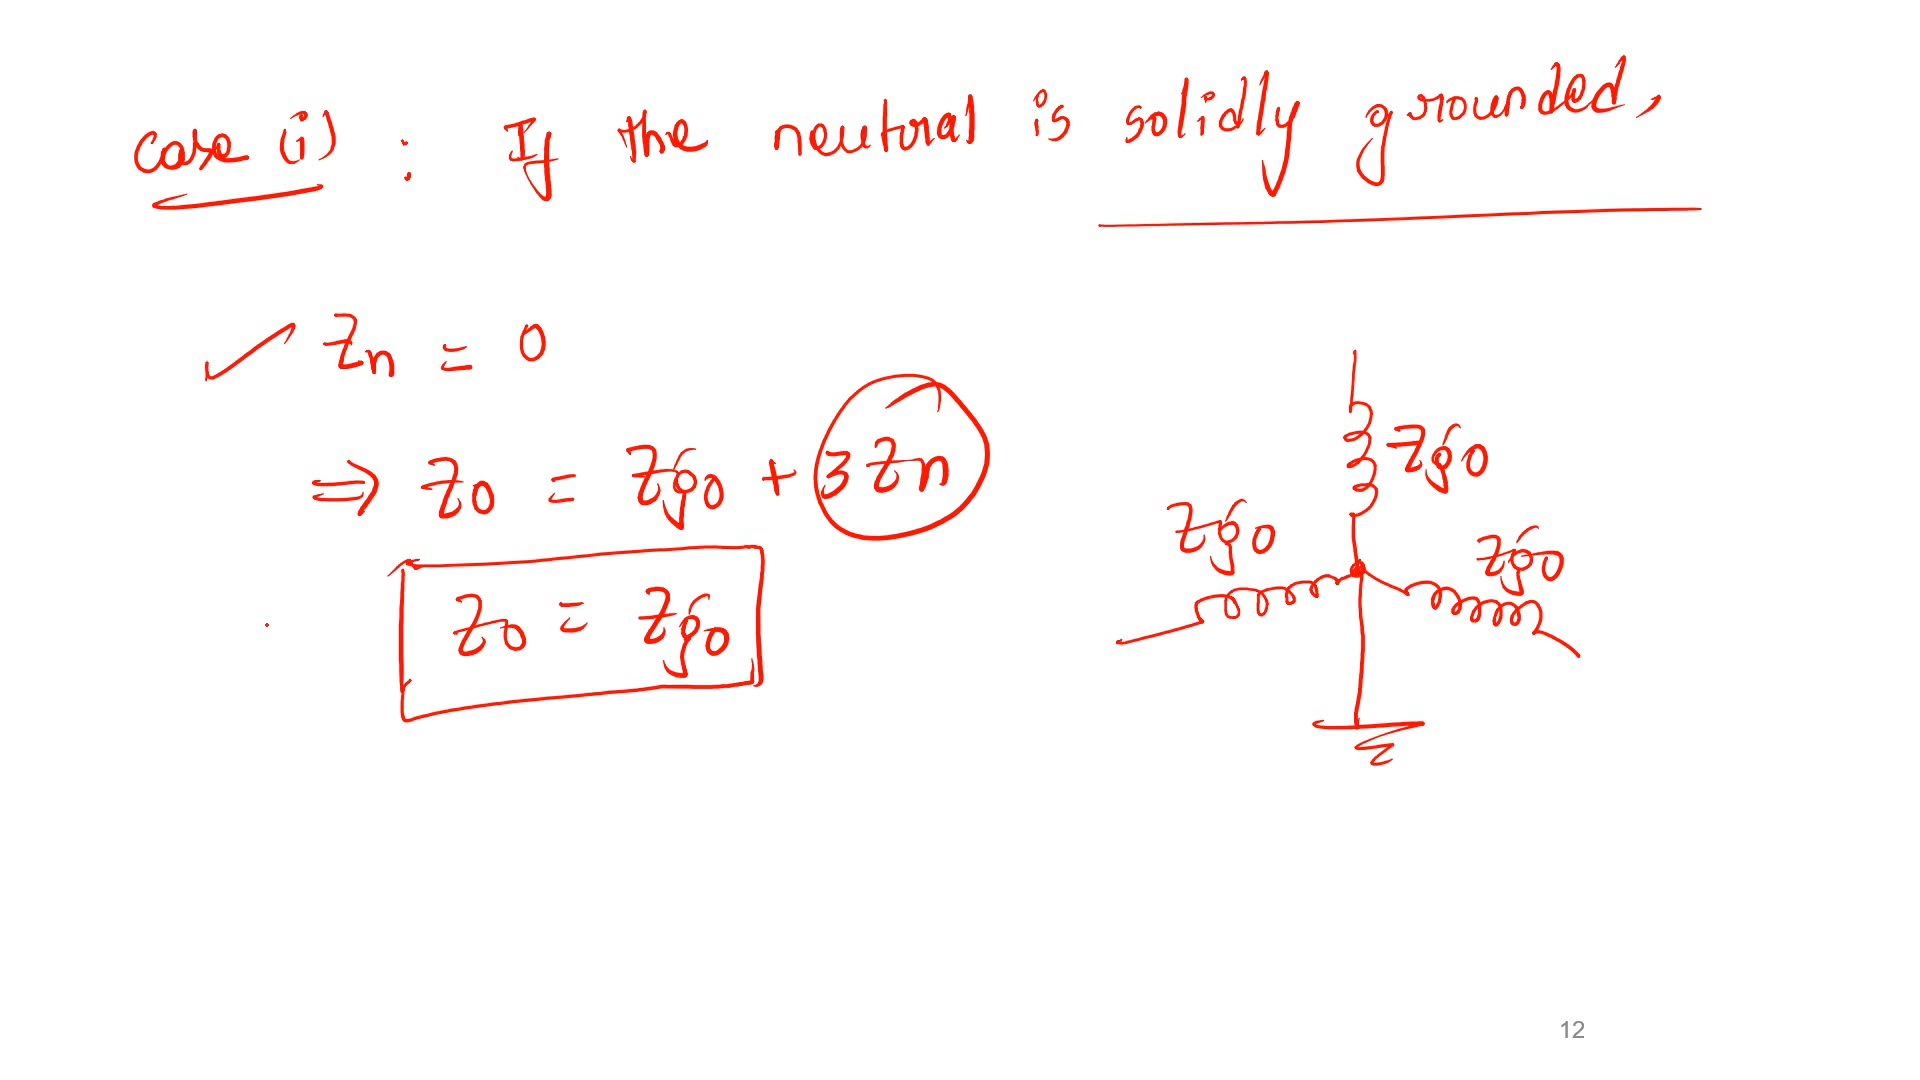 Case (i) : If the neutral is solidly grounded,
✓ Zn = 0
⇒ Z0 = Zg0 + 3Zn
Z0 = Zg0
Zg0
Zg0
Zg0
12